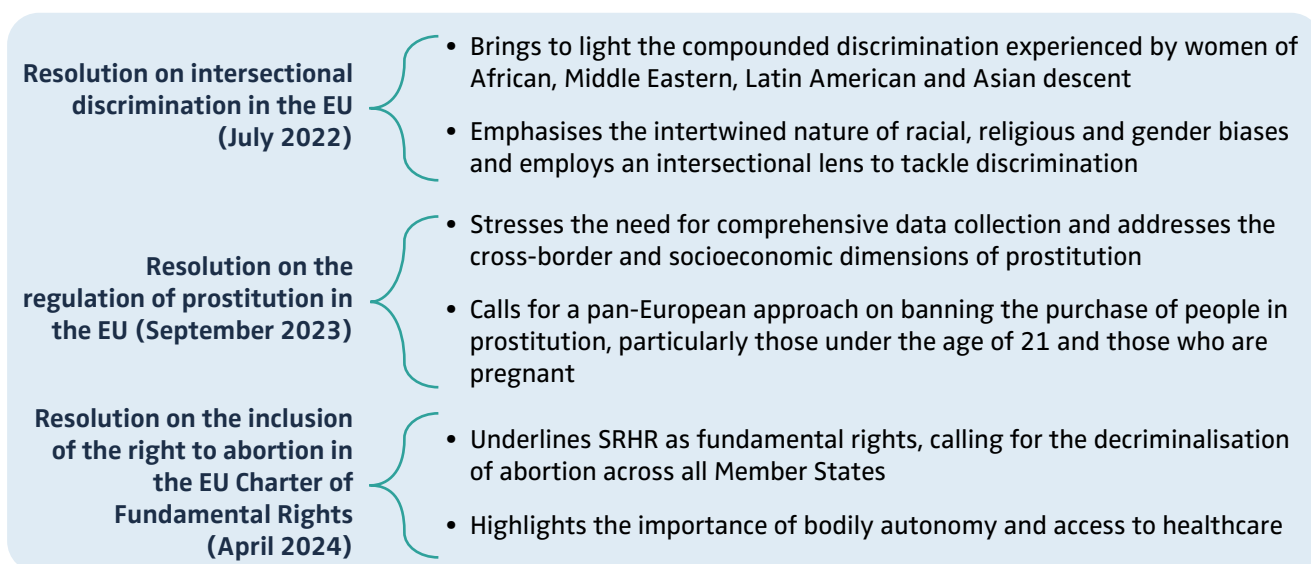 Resolution on intersectional
discrimination in the EU
(July 2022)
• Brings to light the compounded discrimination experienced by women of
African, Middle Eastern, Latin American and Asian descent
• Emphasises the intertwined nature of racial, religious and gender biases
and employs an intersectional lens to tackle discrimination
Resolution on the
regulation of prostitution in
the EU (September 2023)
• Stresses the need for comprehensive data collection and addresses the
cross-border and socioeconomic dimensions of prostitution
• Calls for a pan-European approach on banning the purchase of people in
prostitution, particularly those under the age of 21 and those who are
pregnant
Resolution on the inclusion
of the right to abortion in
the EU Charter of
Fundamental Rights
(April 2024)
• Underlines SRHR as fundamental rights, calling for the decriminalisation
of abortion across all Member States
• Highlights the importance of bodily autonomy and access to healthcare